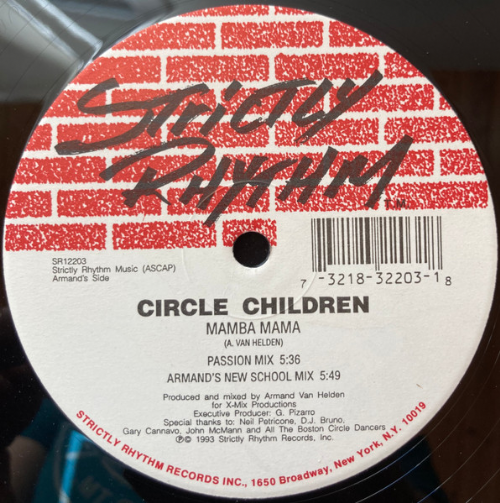 STRICTLY
RHYTHM
T.M.
SR12203
Strictly Rhythm Music (ASCAP)
Armand's Side
7 -3218-32203-1 8
CIRCLE CHILDREN
MAMBA MAMA
(A. VAN HELDEN)
PASSION MIX 5:36
ARMAND'S NEW SCHOOL MIX 5:49
Produced and mixed by Armand Van Helden
for X-Mix Productions
Executive Producer: G. Pizarro
Special thanks to: Neil Petricone, D.J. Bruno,
Gary Cannavo, John McMann and All The Boston Circle Dancers
℗© 1993 Strictly Rhythm Records, Inc.
STRICTLY RHYTHM RECORDS INC., 1650 Broadway, New York, N.Y. 10019